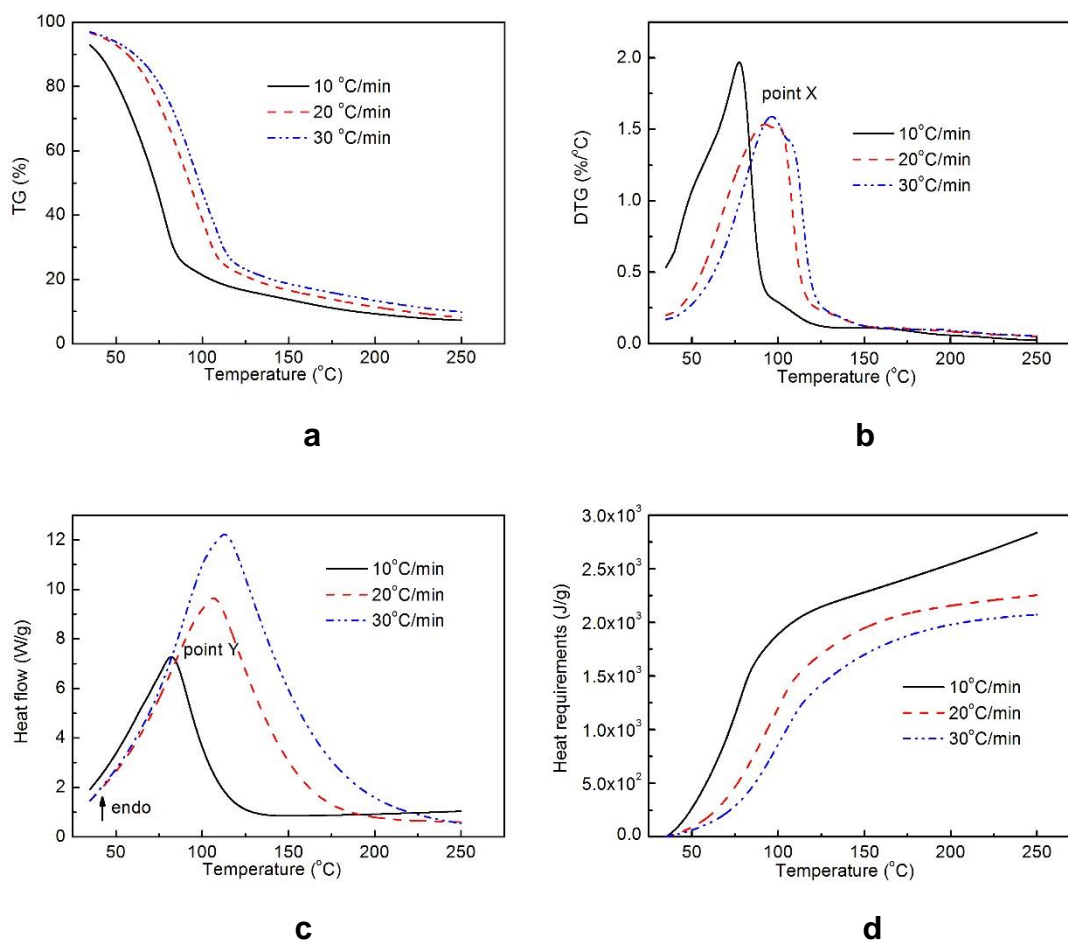 100
80
60
40
20
0
TG (%)
10 °C/min
20 °C/min
30 °C/min
50 100 150 200 250
Temperature (°C)
a
2.0
1.5
1.0
0.5
0.0
DTG (%/°C)
point X
10°C/min
20°C/min
30°C/min
50 100 150 200 250
Temperature (°C)
b
12
10
8
6
4
2
0
Heat flow (W/g)
10°C/min
20°C/min
30°C/min
point Y
endo
50 100 150 200 250
Temperature (°C)
c
3.0x10³
2.5x10³
2.0x10³
1.5x10³
1.0x10³
5.0x10²
0.0
Heat requirements (J/g)
10°C/min
20°C/min
30°C/min
50 100 150 200 250
Temperature (°C)
d